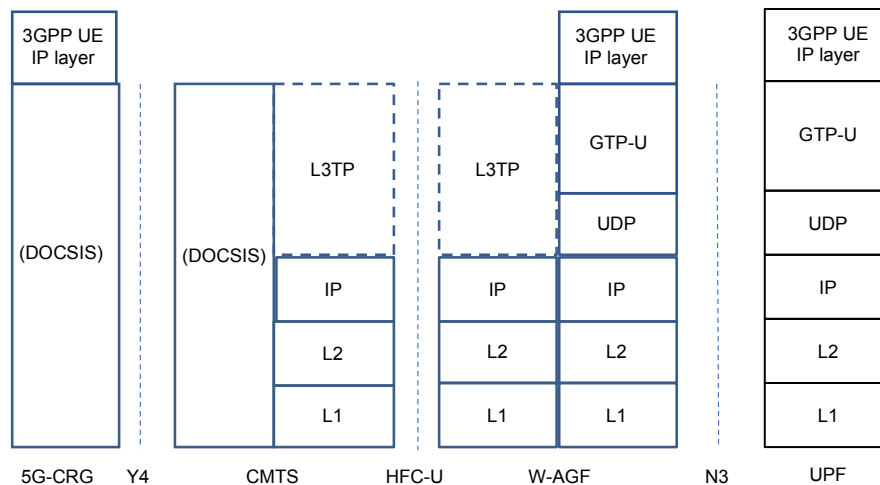 3GPP UE
IP layer
3GPP UE
IP layer
3GPP UE
IP layer
L3TP
L3TP
GTP-U
GTP-U
UDP
UDP
(DOCSIS)
(DOCSIS)
IP
IP
IP
IP
L2
L2
L2
L2
L1
L1
L1
L1
5G-CRG
Y4
CMTS
HFC-U
W-AGF
N3
UPF